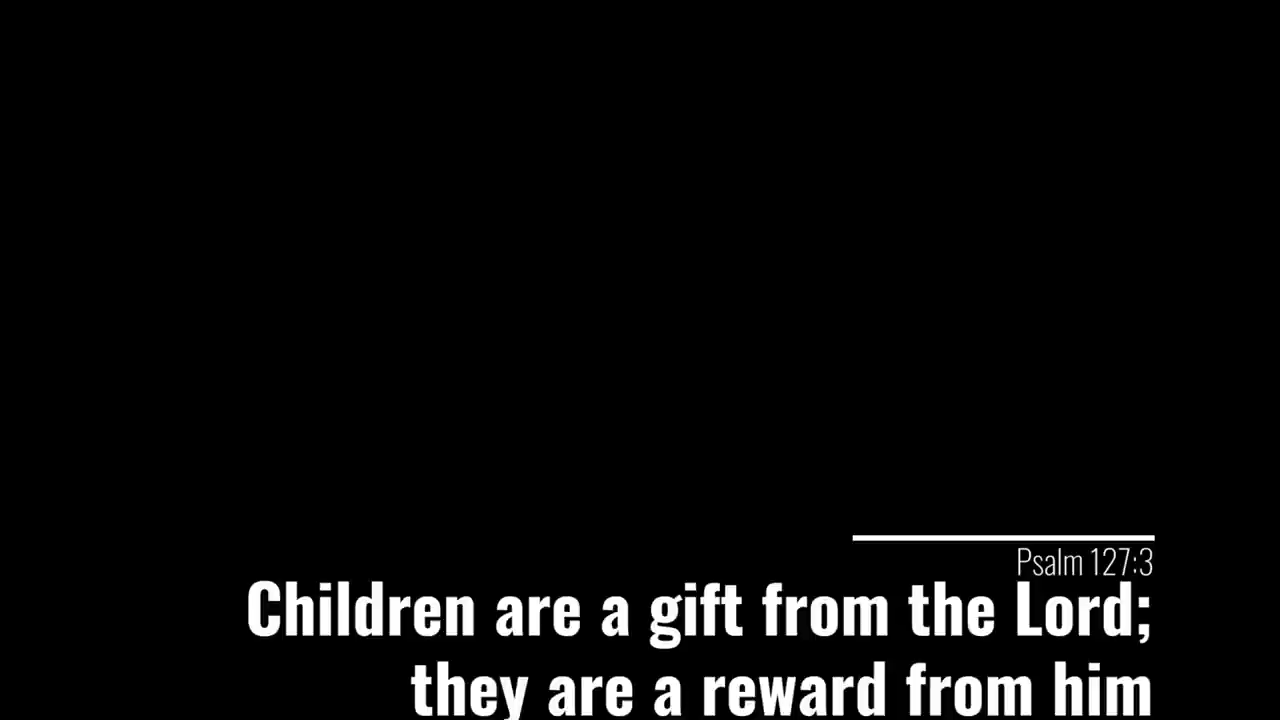 Psalm 127:3
Children are a gift from the Lord;
they are a reward from him